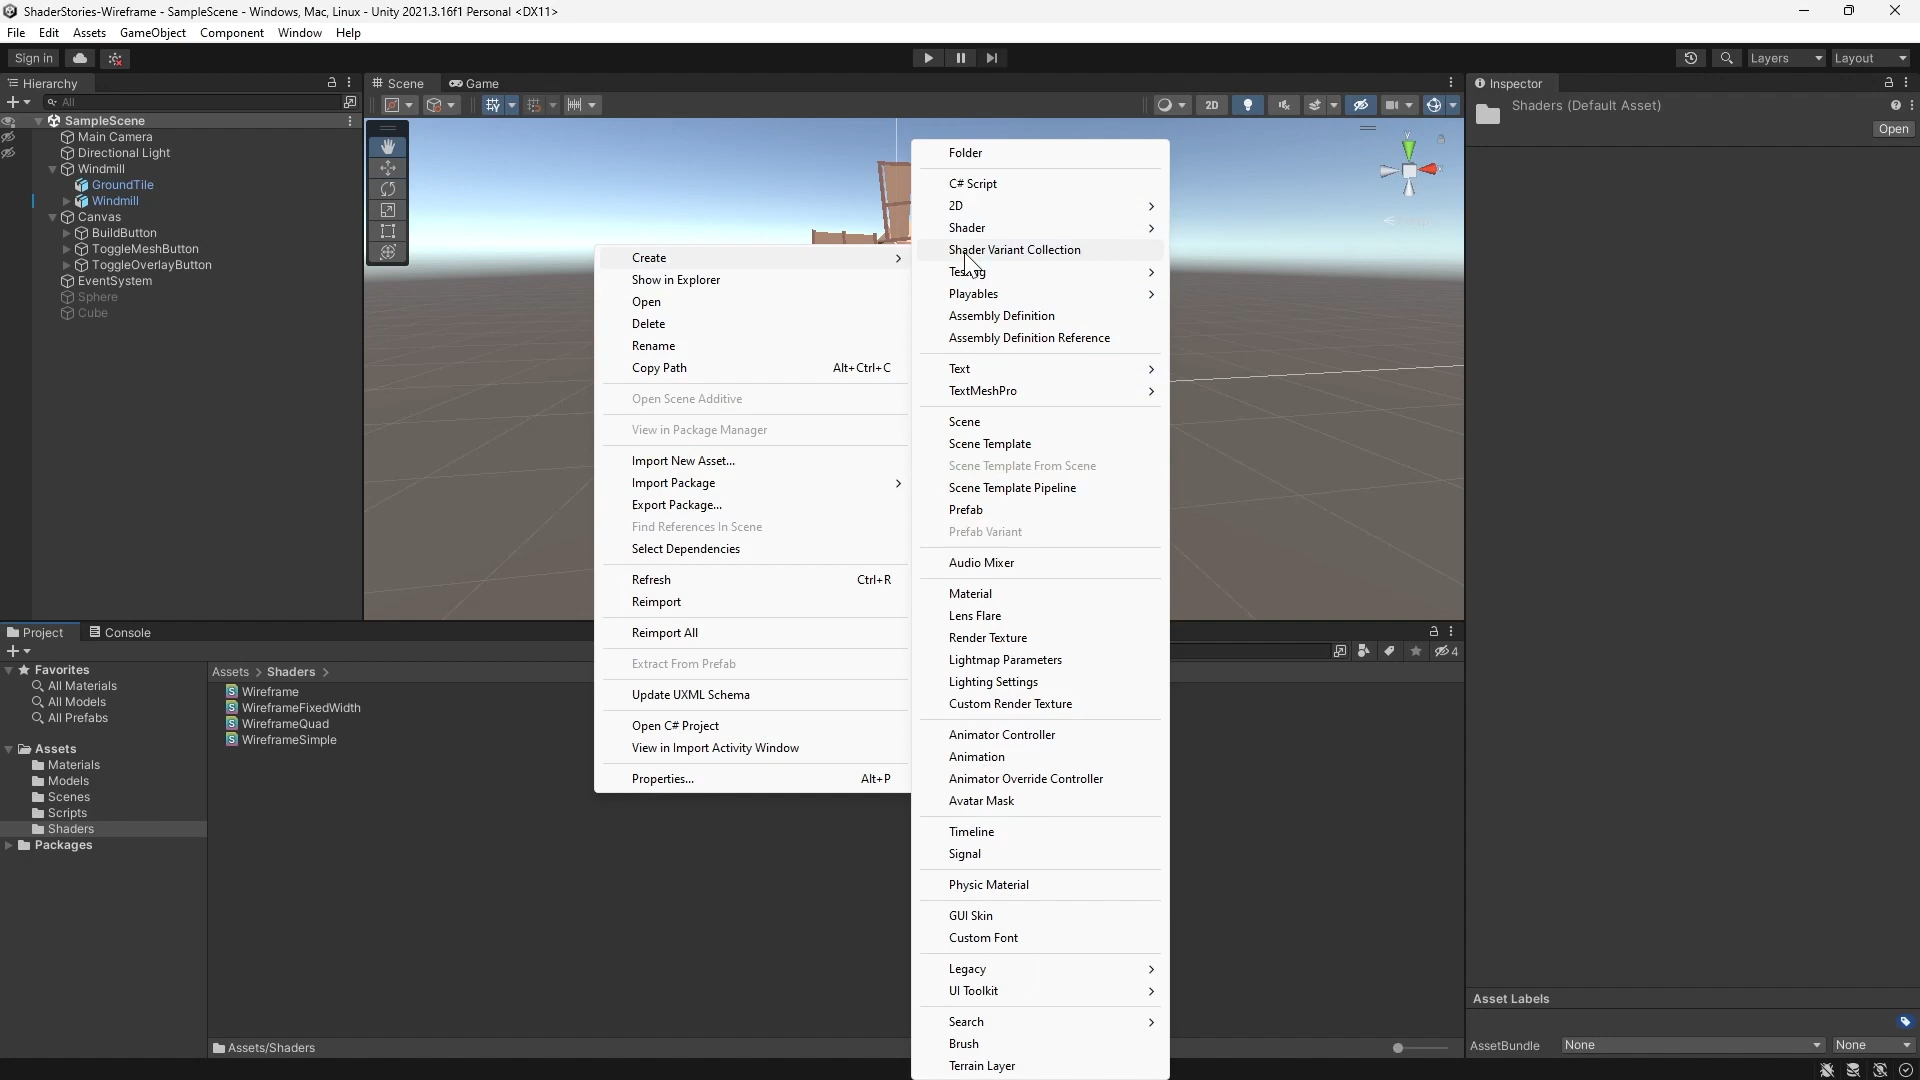 ShaderStories-Wireframe - SampleScene - Windows, Mac, Linux - Unity 2021.3.16f1 Personal <DX11>
File Edit Assets GameObject Component Window Help
Sign in
Layers
Layout
Hierarchy
All
SampleScene
Main Camera
Directional Light
Windmill
GroundTile
Windmill
Canvas
BuildButton
ToggleMeshButton
ToggleOverlayButton
EventSystem
Sphere
Cube
Scene
Game
2D
y
Create
Show in Explorer
Open
Delete
Rename
Copy Path Alt+Ctrl+C
Open Scene Additive
View in Package Manager
Import New Asset...
Import Package
Export Package...
Find References In Scene
Select Dependencies
Refresh Ctrl+R
Reimport
Reimport All
Extract From Prefab
Update UXML Schema
Open C# Project
View in Import Activity Window
Properties... Alt+P
Folder
C# Script
2D
Shader
Shader Variant Collection
Testing
Playables
Assembly Definition
Assembly Definition Reference
Text
TextMeshPro
Scene
Scene Template
Scene Template From Scene
Scene Template Pipeline
Prefab
Prefab Variant
Audio Mixer
Material
Lens Flare
Render Texture
Lightmap Parameters
Lighting Settings
Custom Render Texture
Animator Controller
Animation
Animator Override Controller
Avatar Mask
Timeline
Signal
Physic Material
GUI Skin
Custom Font
Legacy
UI Toolkit
Search
Brush
Terrain Layer
Inspector
Shaders (Default Asset)
Open
Project
Console
4
Favorites
All Materials
All Models
All Prefabs
Assets
Materials
Models
Scenes
Scripts
Shaders
Packages
Assets > Shaders >
Wireframe
WireframeFixedWidth
WireframeQuad
WireframeSimple
Assets/Shaders
Asset Labels
AssetBundle None None